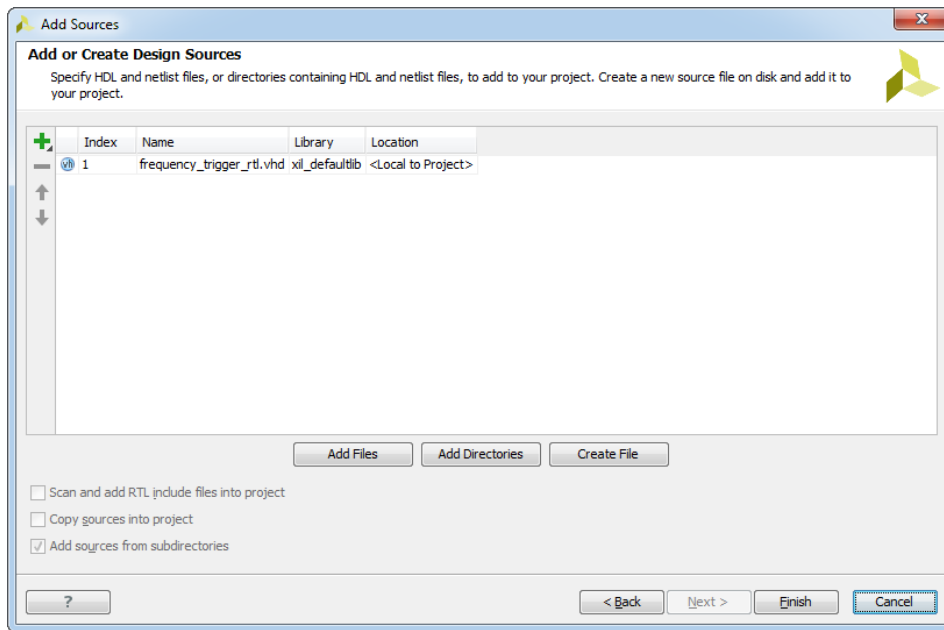 Add Sources
Add or Create Design Sources
Specify HDL and netlist files, or directories containing HDL and netlist files, to add to your project. Create a new source file on disk and add it to
your project.
Index Name Library Location
vh 1 frequency_trigger_rtl.vhd xil_defaultlib <Local to Project>
Add Files Add Directories Create File
Scan and add RTL include files into project
Copy sources into project
Add sources from subdirectories
? < Back Next > Finish Cancel